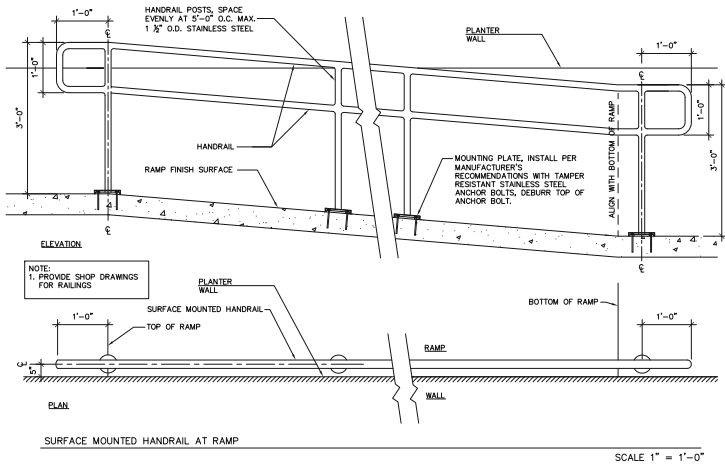 1'-0"
HANDRAIL POSTS, SPACE
EVENLY AT 5'-0" O.C. MAX.
1 ½" O.D. STAINLESS STEEL
PLANTER
WALL
1'-0"
℄
℄
1'-0"
3'-0"
HANDRAIL
RAMP FINISH SURFACE
MOUNTING PLATE, INSTALL PER
MANUFACTURER'S
RECOMMENDATIONS WITH TAMPER
RESISTANT STAINLESS STEEL
ANCHOR BOLTS, DEBURR TOP OF
ANCHOR BOLT.
ALIGN WITH BOTTOM OF RAMP
1'-0"
3'-0"
℄
℄
ELEVATION
NOTE:
1. PROVIDE SHOP DRAWINGS
FOR RAILINGS
PLANTER
WALL
SURFACE MOUNTED HANDRAIL
BOTTOM OF RAMP
1'-0"
TOP OF RAMP
1'-0"
RAMP
℄
5"
WALL
PLAN
SURFACE MOUNTED HANDRAIL AT RAMP
SCALE 1" = 1'-0"